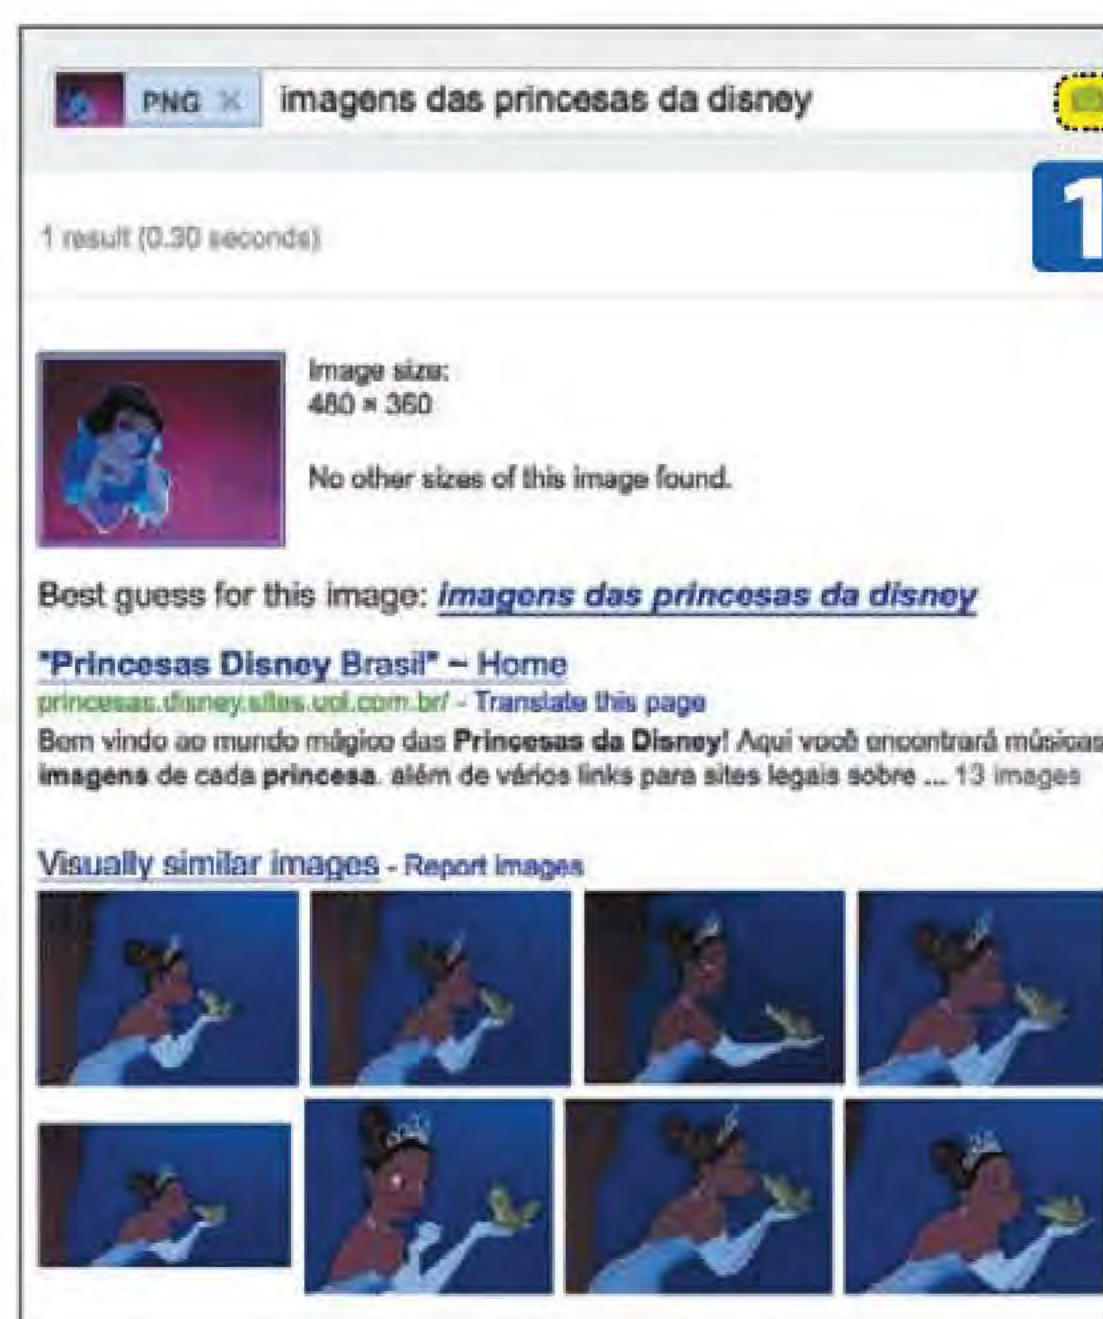 PNG × imagens das princesas da disney
1
1 result (0.30 seconds)
Image size:
480 × 360
No other sizes of this image found.
Best guess for this image: imagens das princesas da disney
"Princesas Disney Brasil" ~ Home
princesas.disney.sites.uol.com.br/ - Translate this page
Bem vindo ao mundo mágico das Princesas da Disney! Aqui você encontrará músicas
imagens de cada princesa. além de vários links para sites legais sobre ... 13 images
Visually similar images - Report images